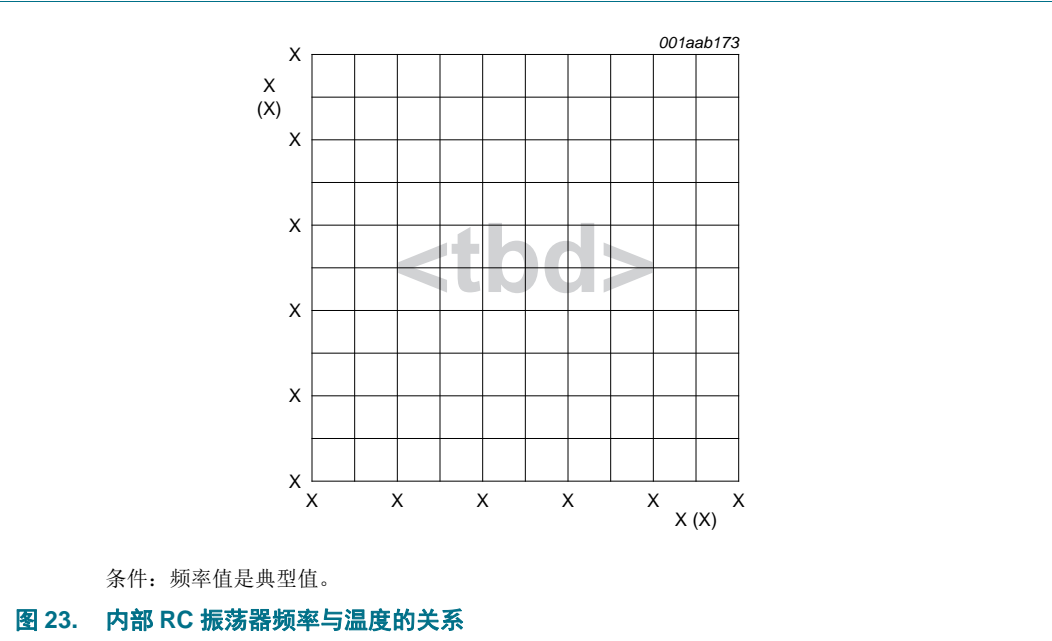 001aab173
X
X
(X)
X
X
<tbd>
X
X
X
X X X X X X
X (X)
条件：频率值是典型值。
图 23. 内部 RC 振荡器频率与温度的关系